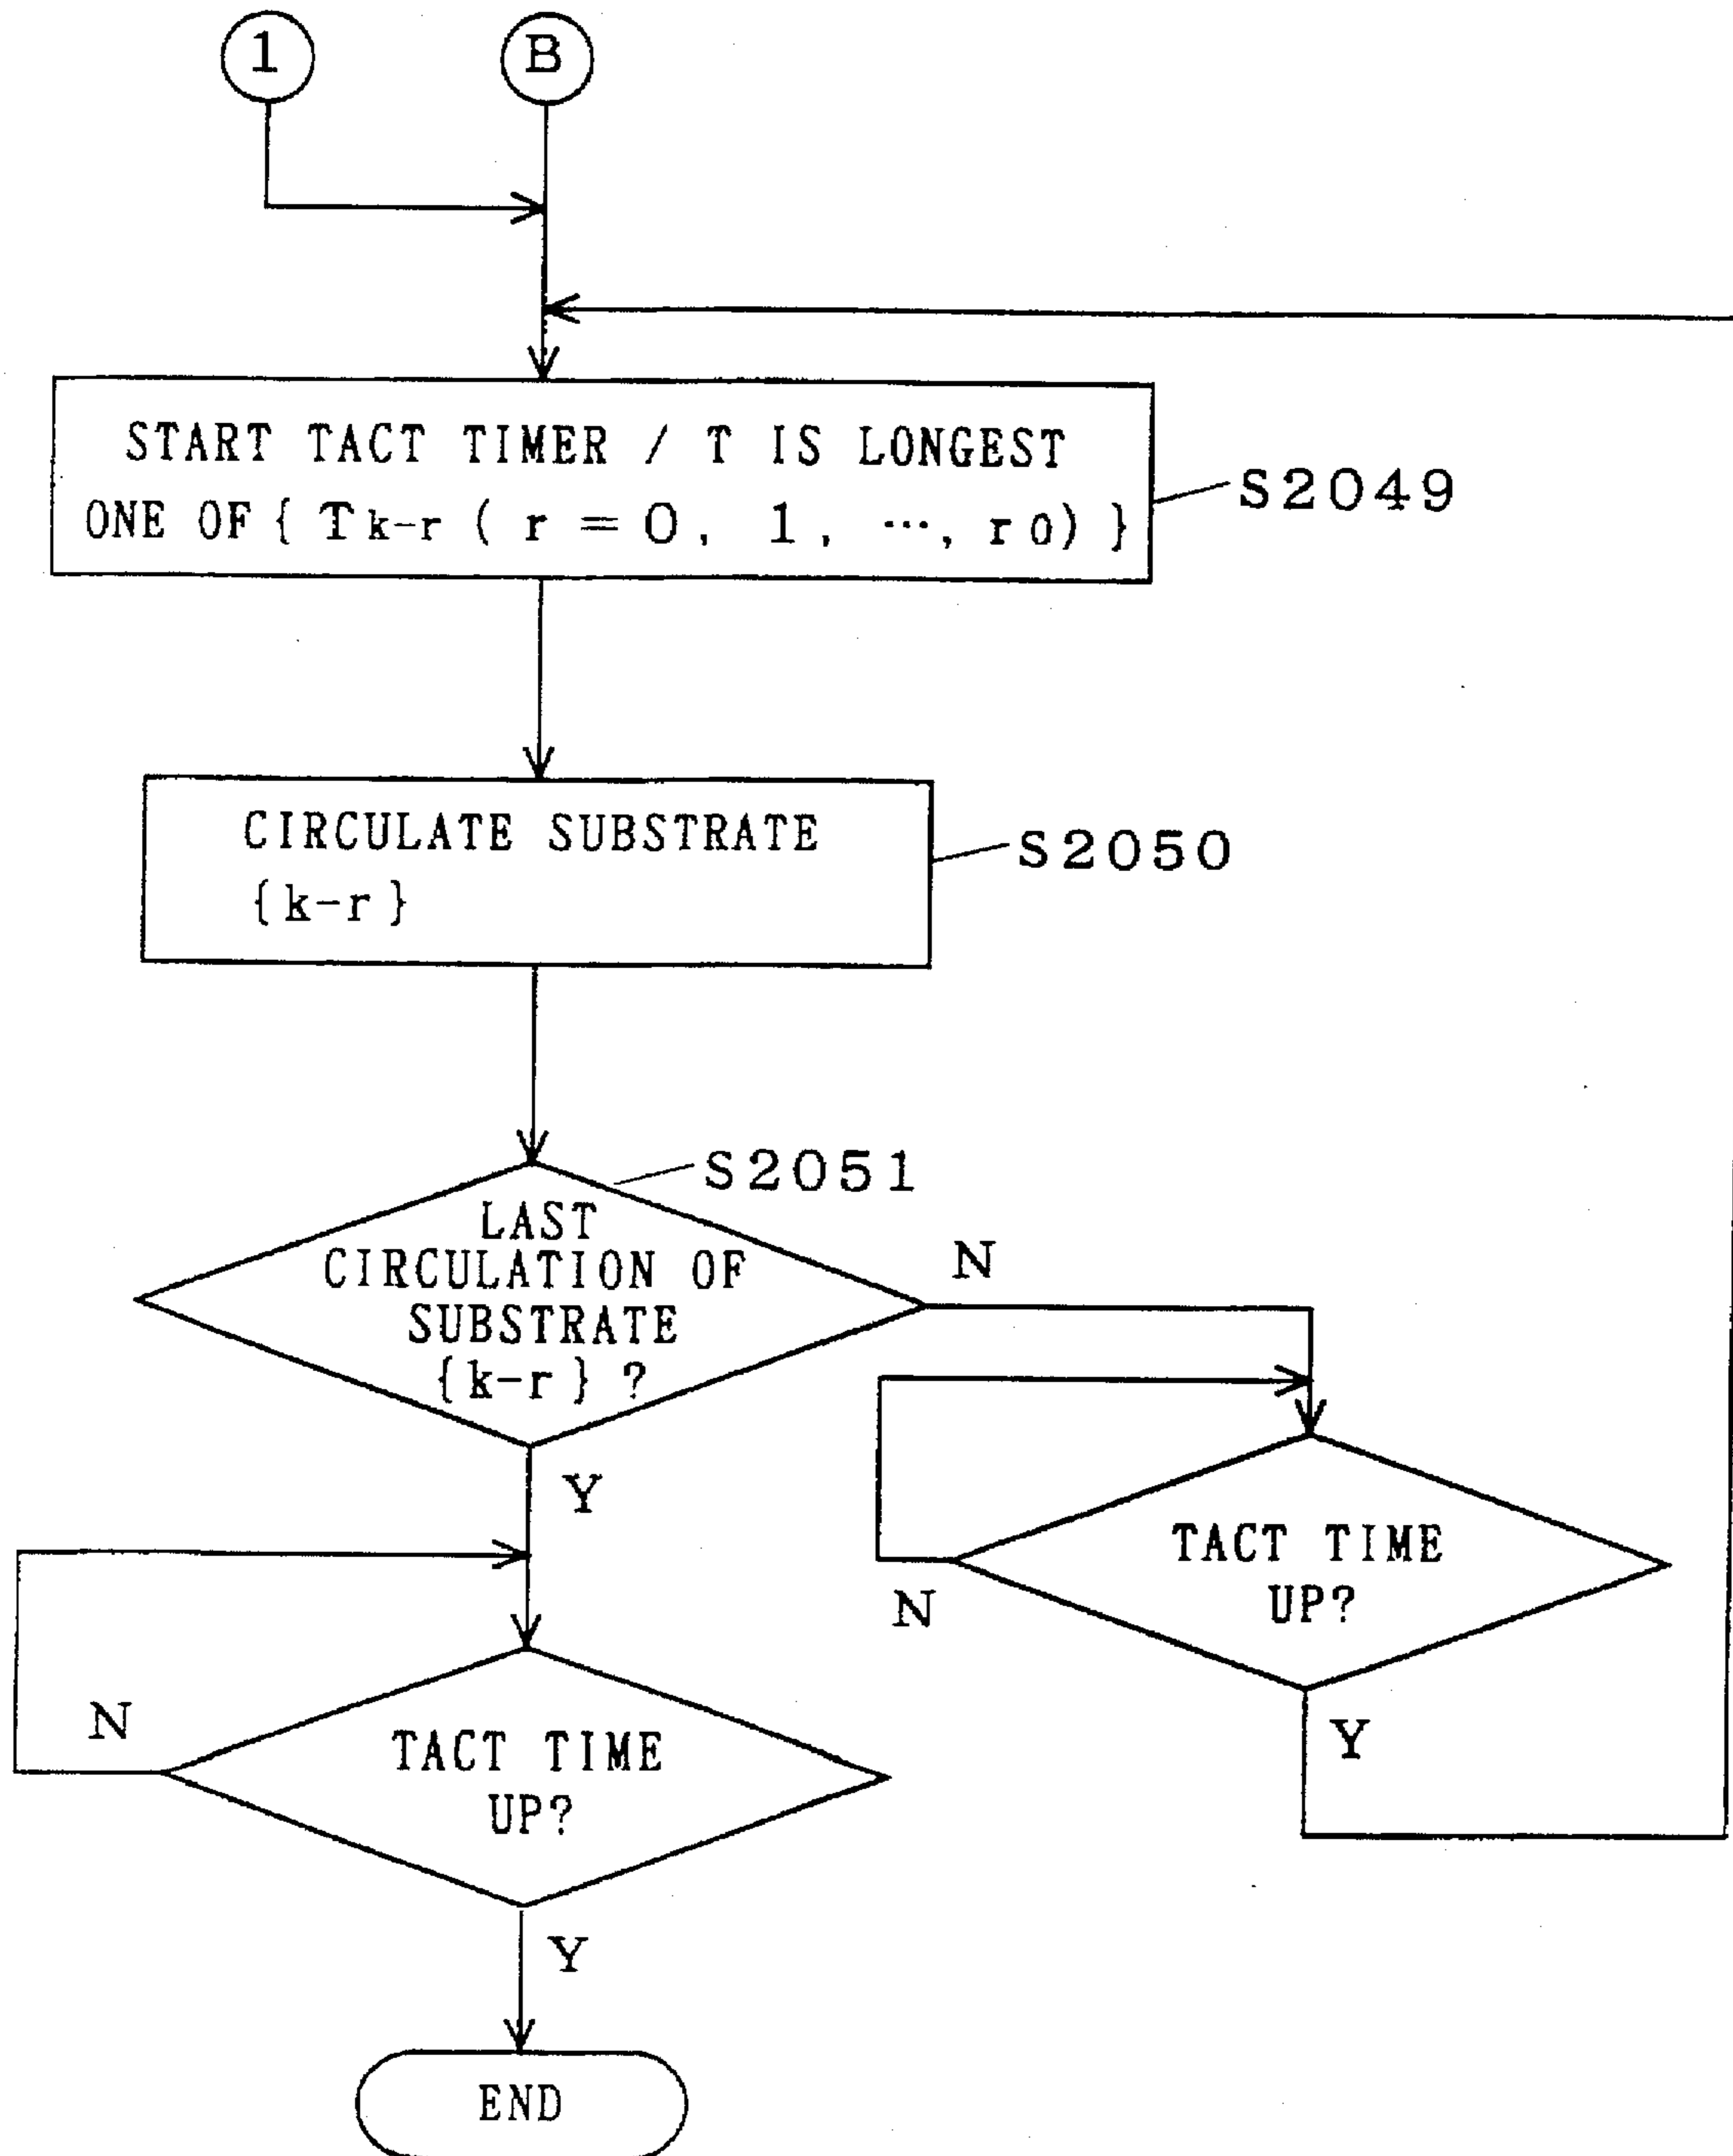 1
B
START TACT TIMER / T IS LONGEST
ONE OF { Tk-r ( r = 0, 1, …, r0) }
S2049
CIRCULATE SUBSTRATE
{k-r}
S2050
S2051
LAST
CIRCULATION OF
SUBSTRATE
{k-r} ?
N
Y
TACT TIME
UP?
N
Y
N
TACT TIME
UP?
Y
END